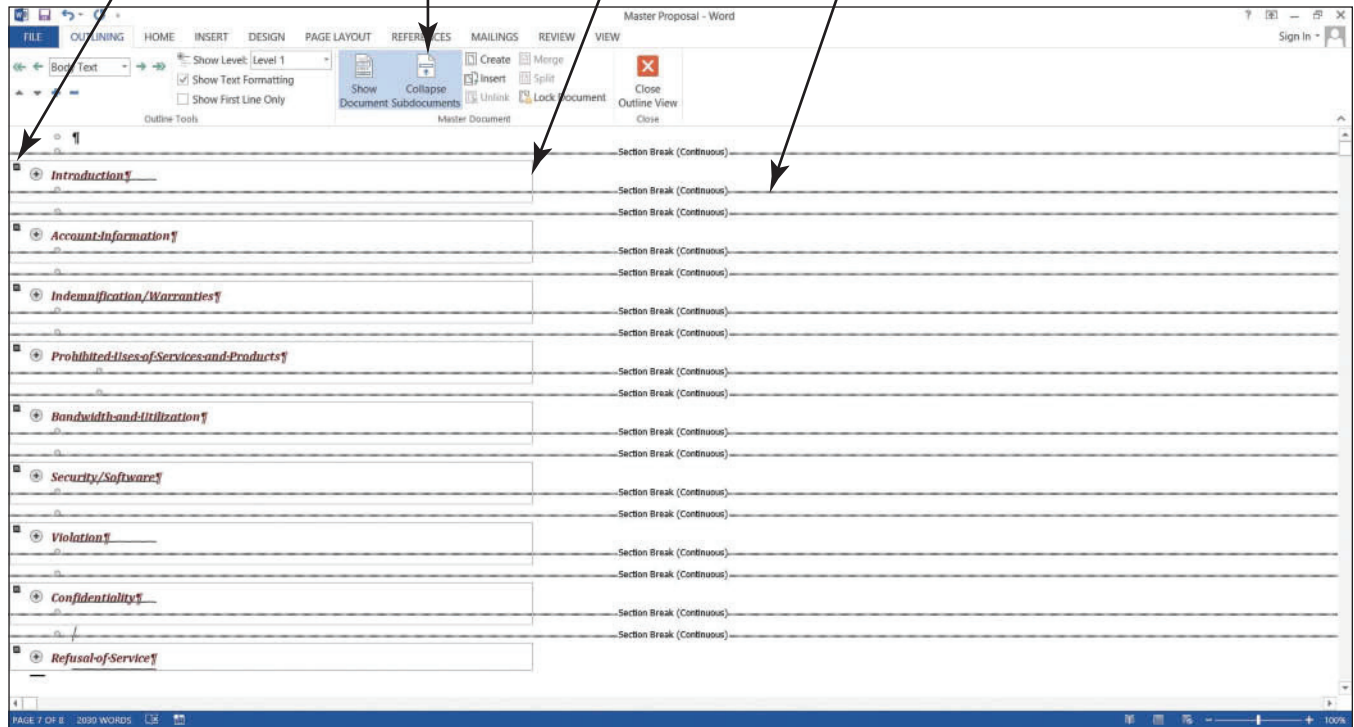 Master Proposal - Word
FILE OUTLINING HOME INSERT DESIGN PAGE LAYOUT REFERENCES MAILINGS REVIEW VIEW Sign In
Body Text
Show Level: Level 1
Show Text Formatting
Show First Line Only
Outline Tools
Show Document
Collapse Subdocuments
Create Merge
Insert Split
Unlink Lock Document
Master Document
Close Outline View
Close
¶
Section Break (Continuous)
Introduction¶
Section Break (Continuous)
Section Break (Continuous)
Account·Information¶
Section Break (Continuous)
Section Break (Continuous)
Indemnification/Warranties¶
Section Break (Continuous)
Section Break (Continuous)
Prohibited·Uses·of·Services·and·Products¶
Section Break (Continuous)
Section Break (Continuous)
Bandwidth·and·Utilization¶
Section Break (Continuous)
Section Break (Continuous)
Security/Software¶
Section Break (Continuous)
Section Break (Continuous)
Violation¶
Section Break (Continuous)
Section Break (Continuous)
Confidentiality¶
Section Break (Continuous)
Section Break (Continuous)
Refusal·of·Service¶
PAGE 7 OF 8 2030 WORDS 100%